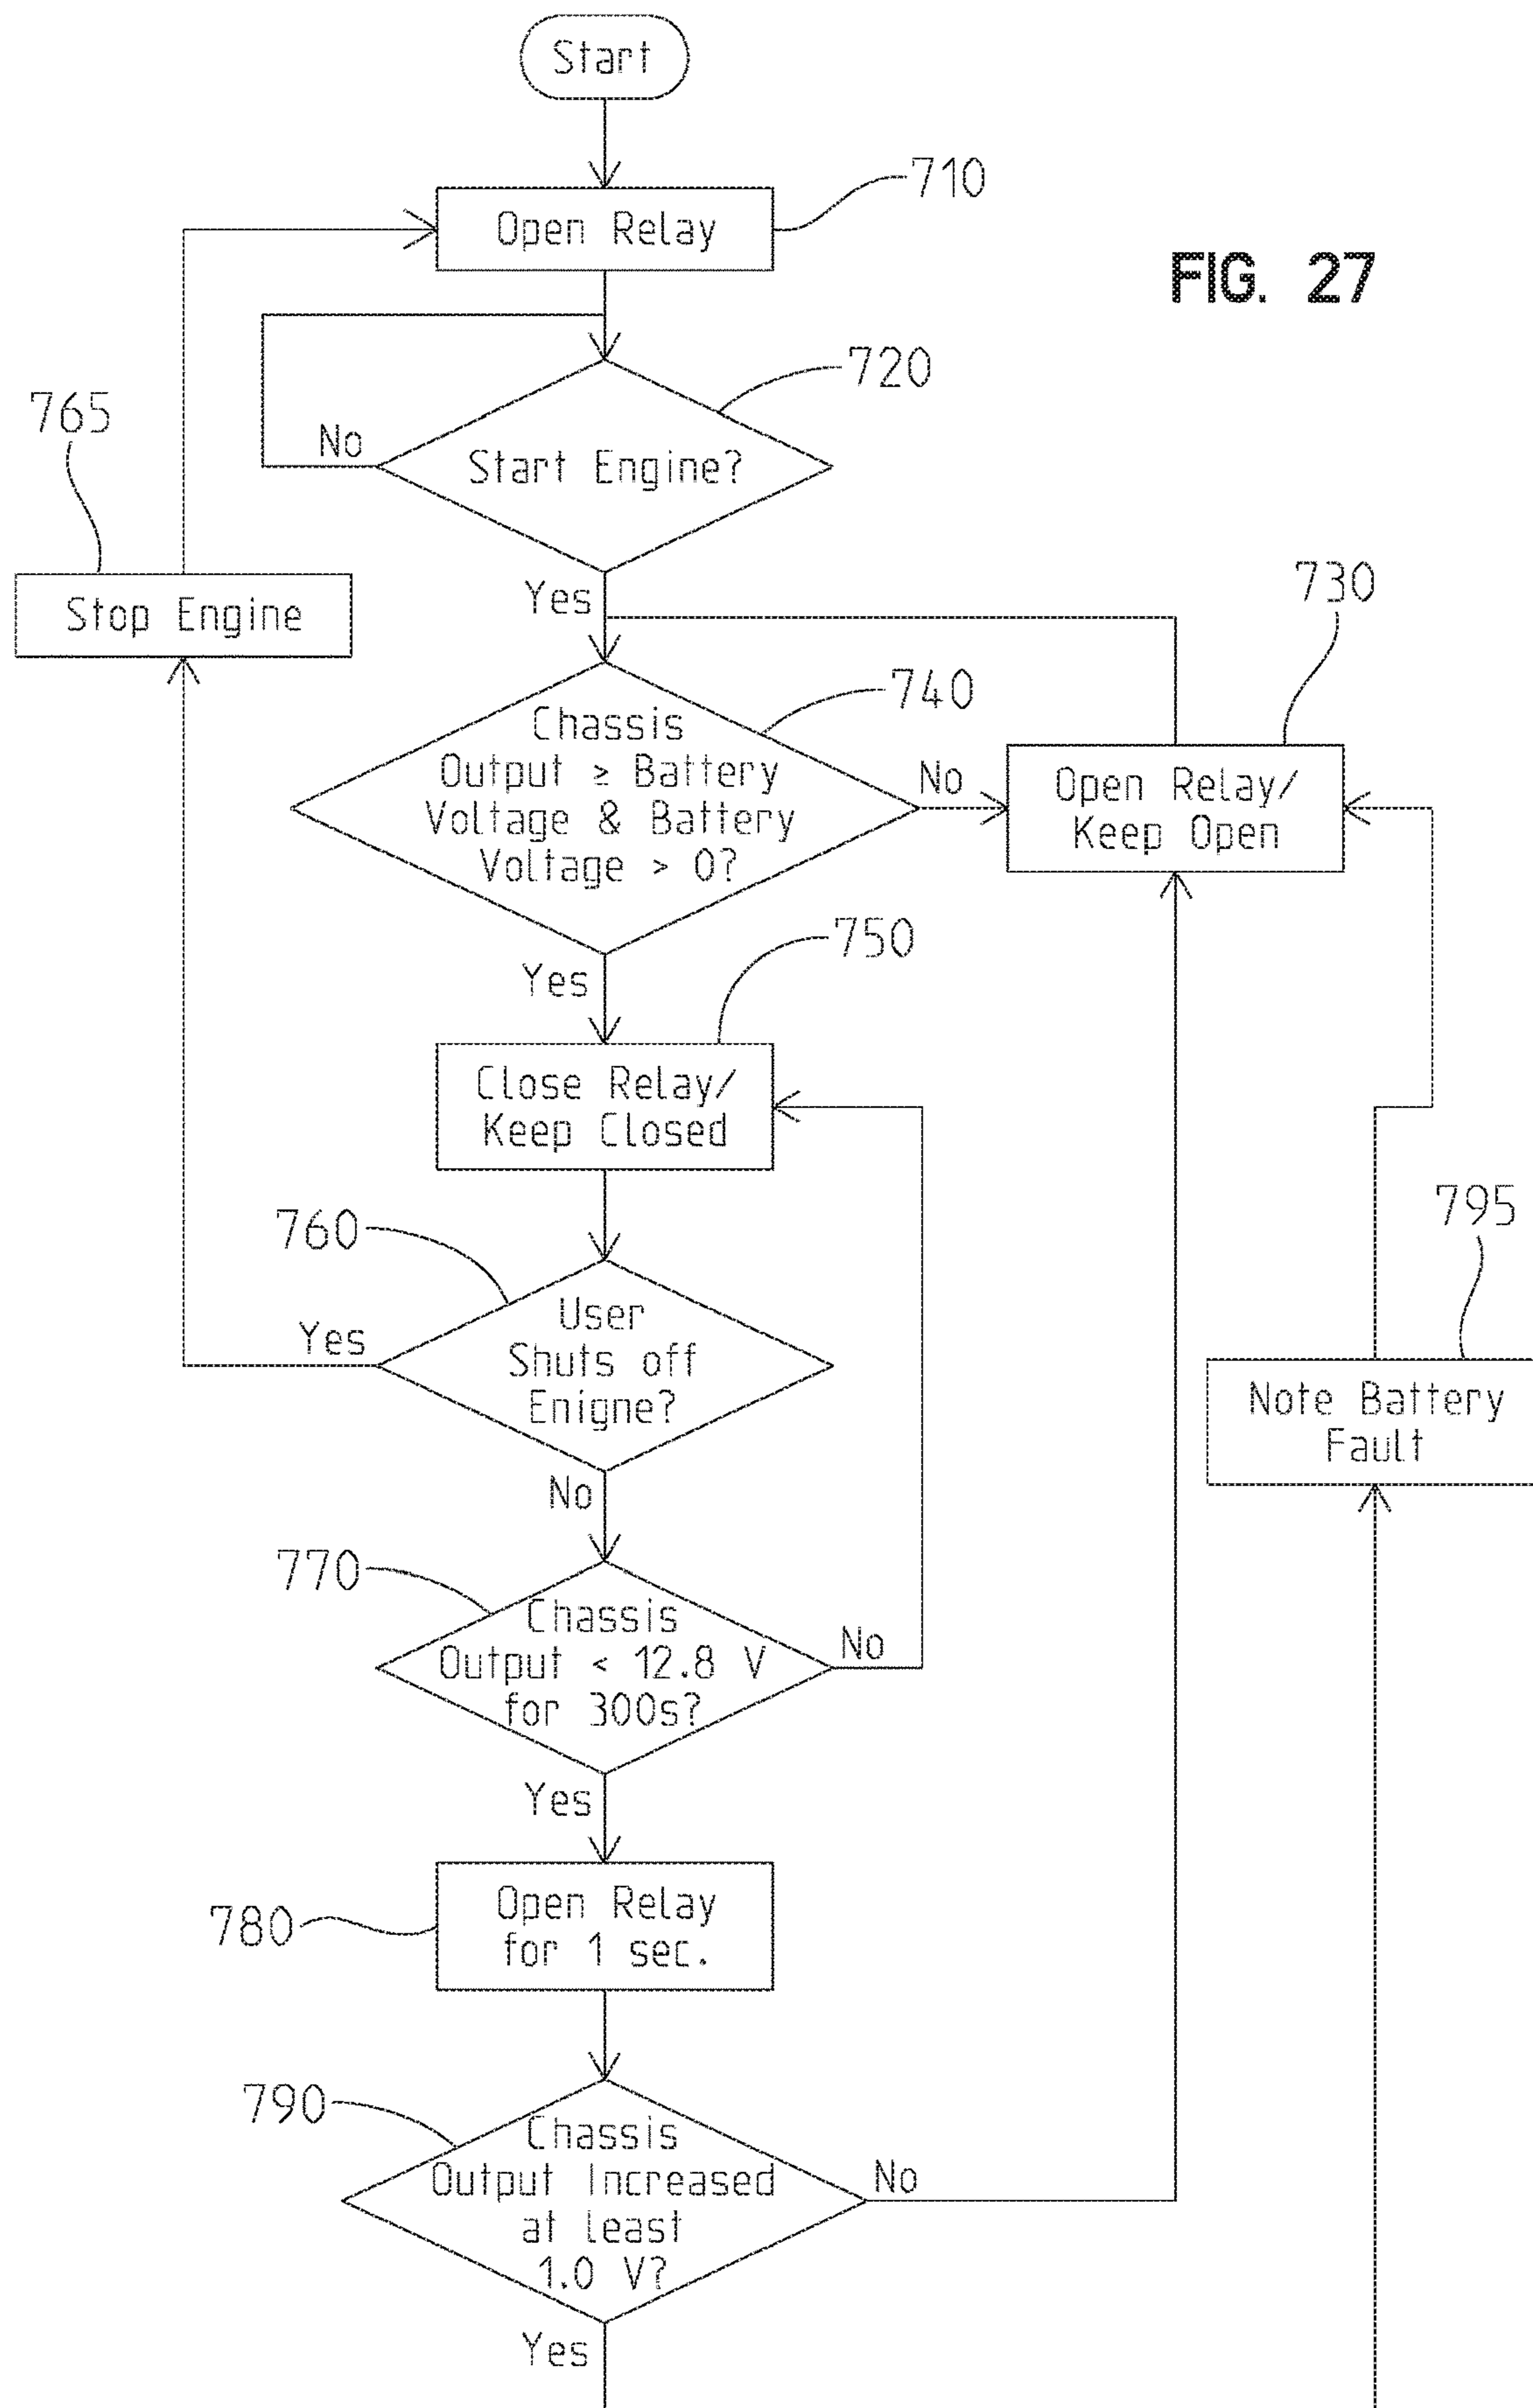 Start
710
Open Relay
FIG. 27
720
765
No
Start Engine?
Stop Engine
Yes
730
740
Chassis
Output ≥ Battery
Voltage & Battery
Voltage > 0?
No
Open Relay/
Keep Open
750
Yes
Close Relay/
Keep Closed
795
760
User
Shuts off
Enigne?
Yes
Note Battery
Fault
No
770
Chassis
Output < 12.8 V
for 300s?
No
Yes
780
Open Relay
for 1 sec.
790
Chassis
Output Increased
at least
1.0 V?
No
Yes